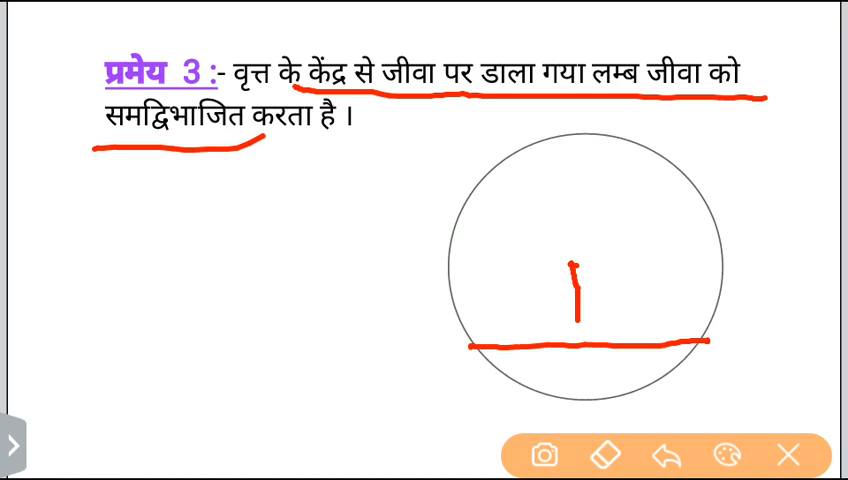 प्रमेय 3 :- वृत्त के केंद्र से जीवा पर डाला गया लम्ब जीवा को
समद्विभाजित करता है ।